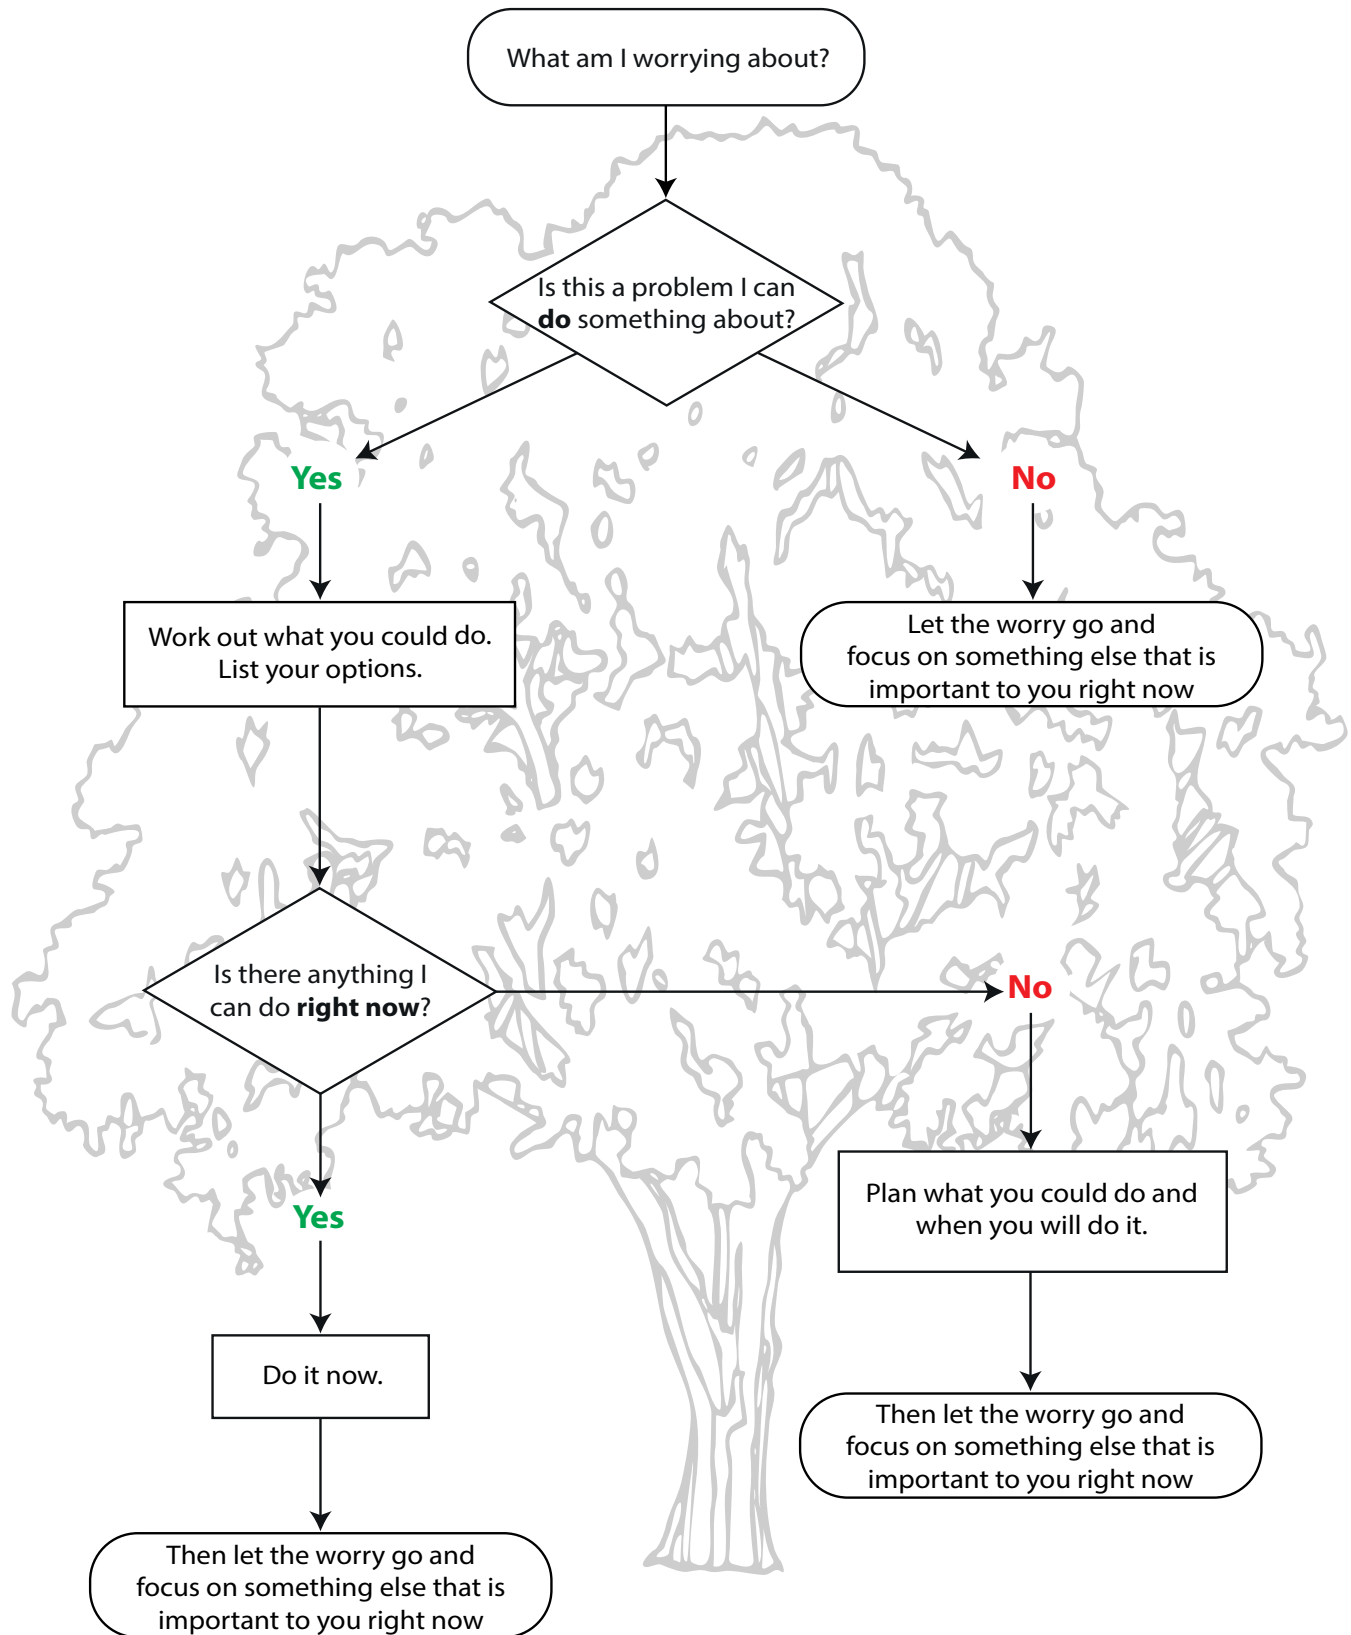 What am I worrying about?
Is this a problem I can
do something about?
Yes
No
Work out what you could do.
List your options.
Let the worry go and
focus on something else that is
important to you right now
Is there anything I
can do right now?
No
Yes
Plan what you could do and
when you will do it.
Do it now.
Then let the worry go and
focus on something else that is
important to you right now
Then let the worry go and
focus on something else that is
important to you right now